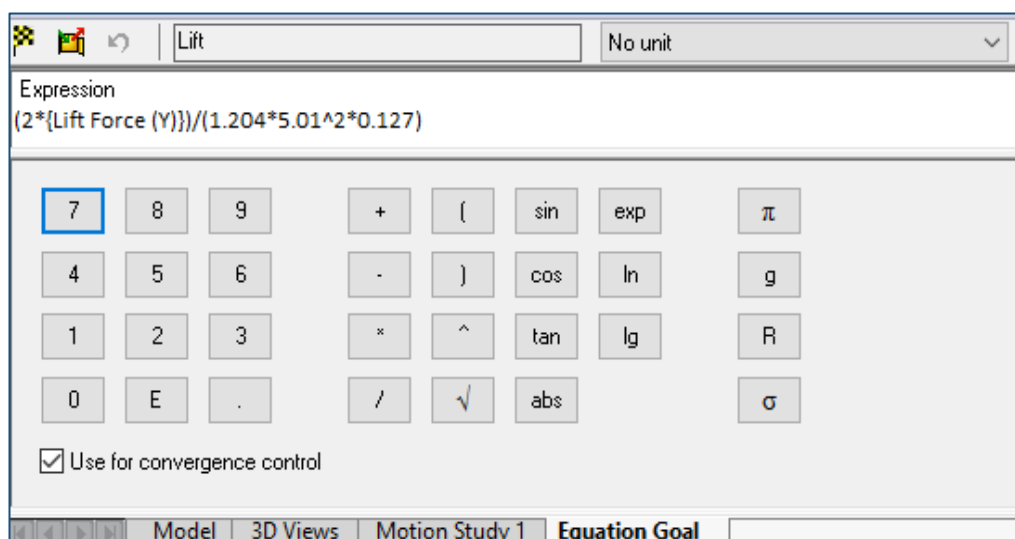 Lift No unit
Expression
(2*{Lift Force (Y)})/(1.204*5.01^2*0.127)
7 8 9 + ( sin exp π
4 5 6 - ) cos ln g
1 2 3 * ^ tan lg R
0 E . / √ abs σ
Use for convergence control
Model 3D Views Motion Study 1 Equation Goal